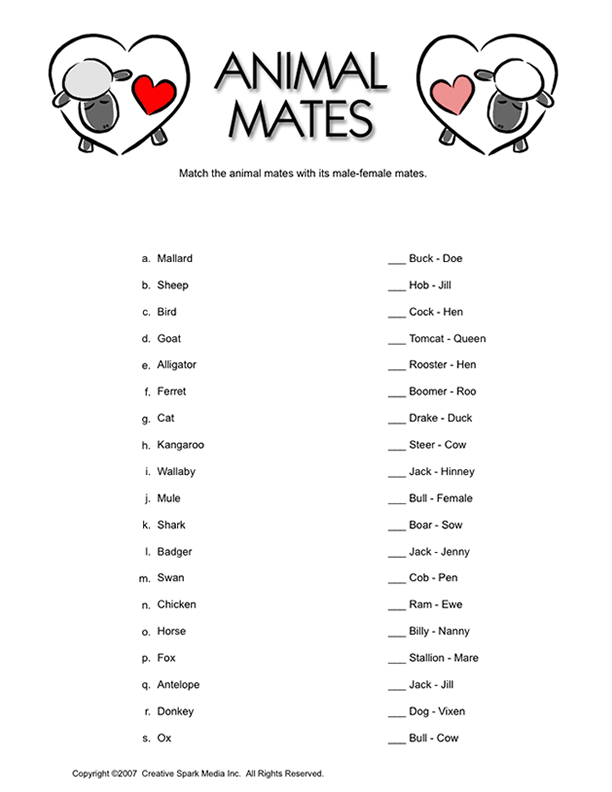 ANIMAL
MATES
Match the animal mates with its male-female mates.
a. Mallard ___ Buck - Doe
b. Sheep ___ Hob - Jill
c. Bird ___ Cock - Hen
d. Goat ___ Tomcat - Queen
e. Alligator ___ Rooster - Hen
f. Ferret ___ Boomer - Roo
g. Cat ___ Drake - Duck
h. Kangaroo ___ Steer - Cow
i. Wallaby ___ Jack - Hinney
j. Mule ___ Bull - Female
k. Shark ___ Boar - Sow
l. Badger ___ Jack - Jenny
m. Swan ___ Cob - Pen
n. Chicken ___ Ram - Ewe
o. Horse ___ Billy - Nanny
p. Fox ___ Stallion - Mare
q. Antelope ___ Jack - Jill
r. Donkey ___ Dog - Vixen
s. Ox ___ Bull - Cow
Copyright ©2007 Creative Spark Media Inc. All Rights Reserved.